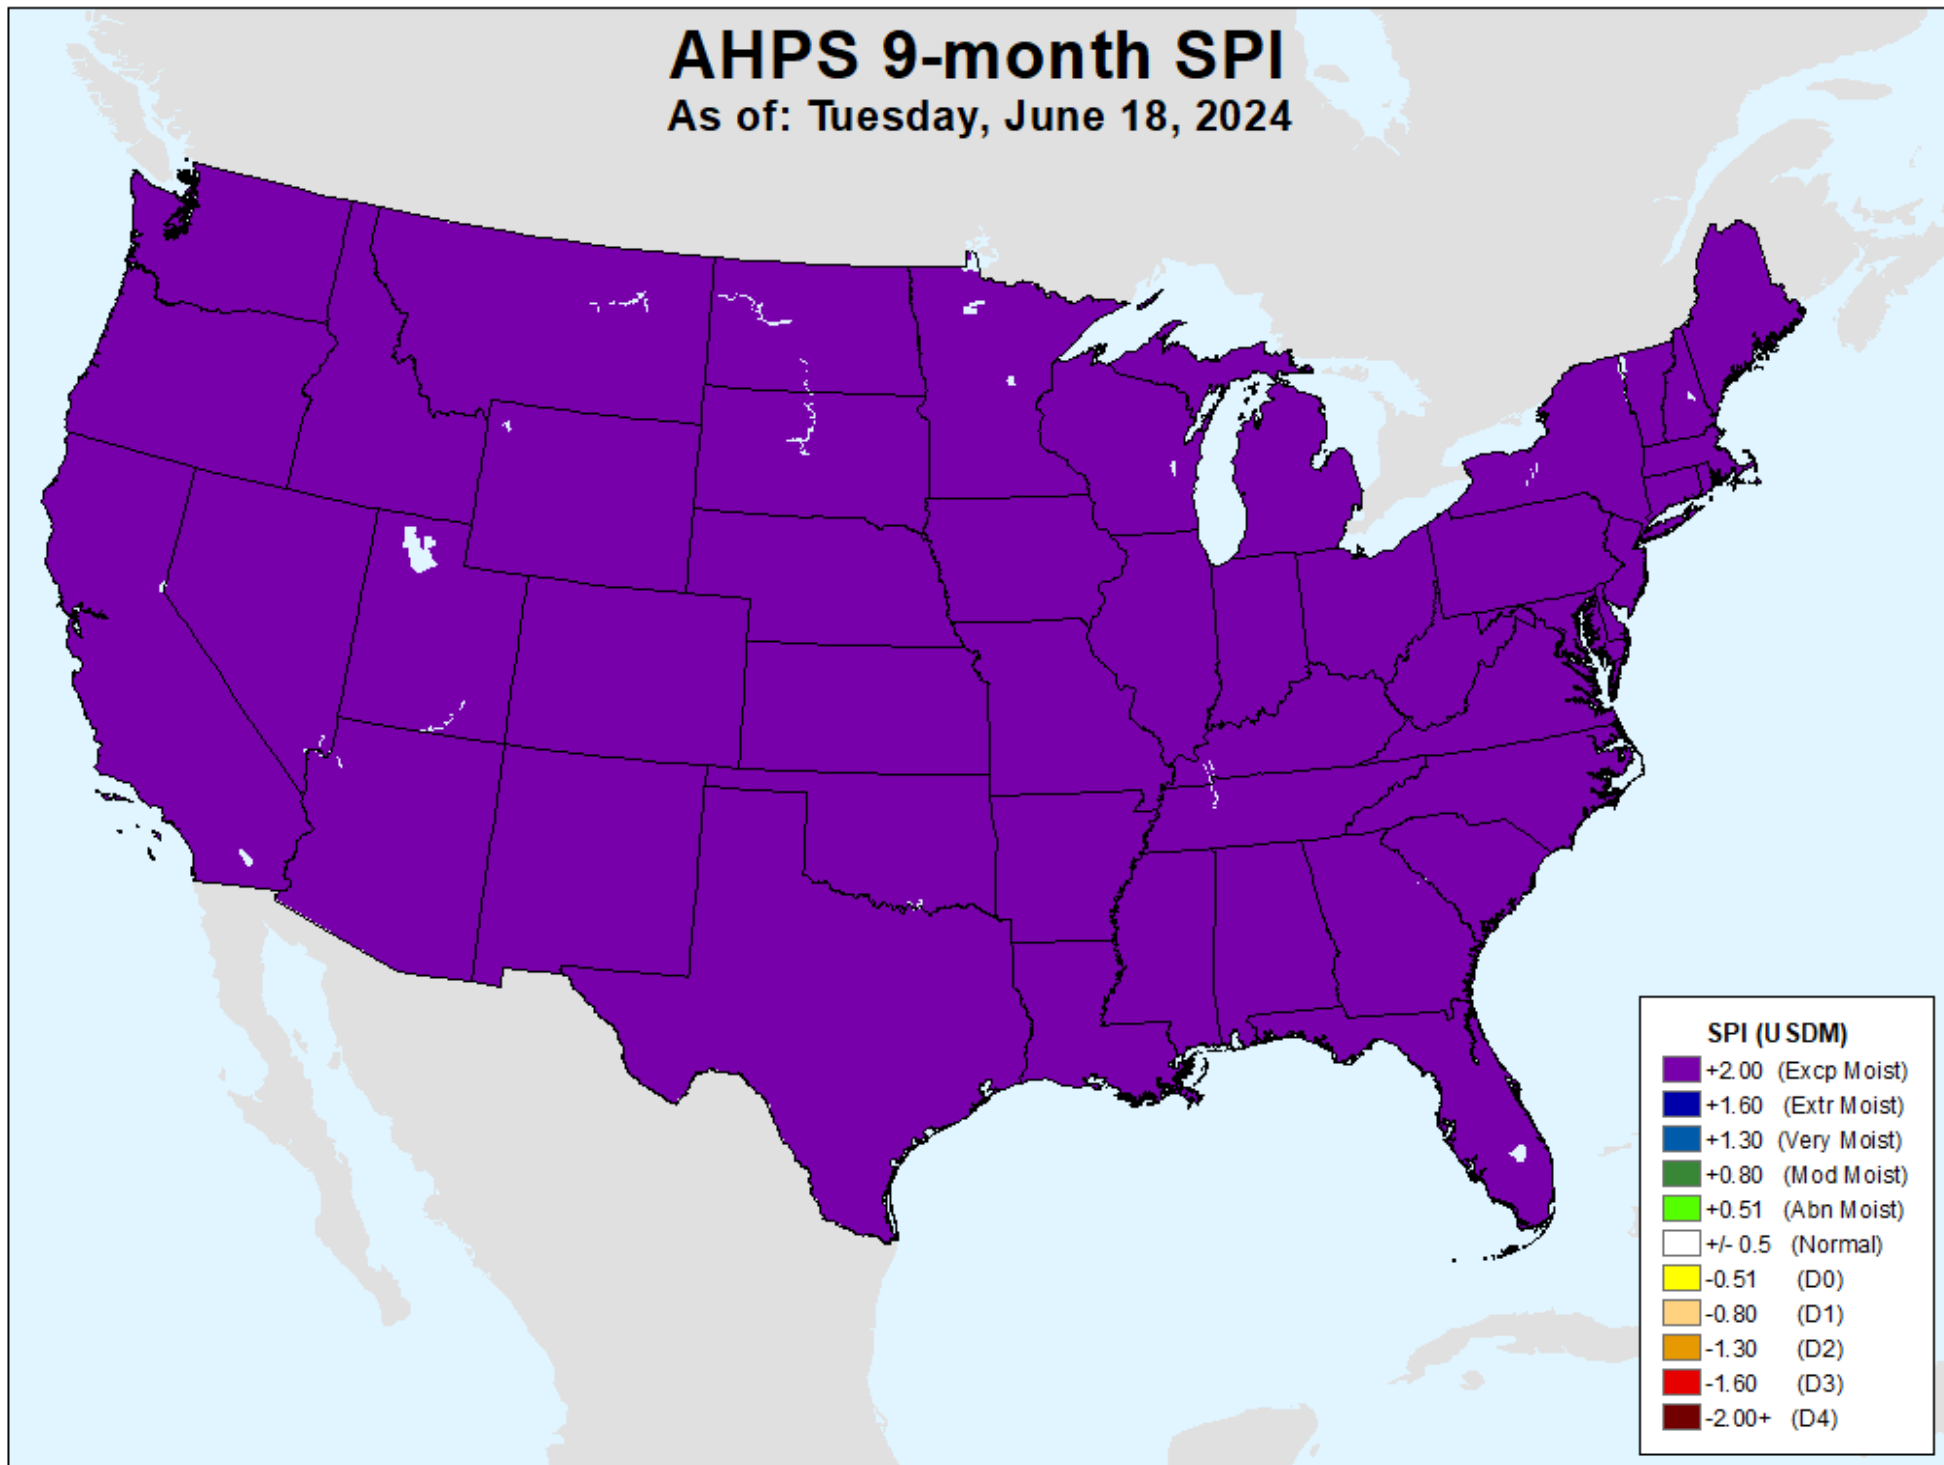 AHPS 9-month SPI
As of: Tuesday, June 18, 2024
SPI (USDM)
+2.00 (Excp Moist)
+1.60 (Extr Moist)
+1.30 (Very Moist)
+0.80 (Mod Moist)
+0.51 (Abn Moist)
+/- 0.5 (Normal)
-0.51 (D0)
-0.80 (D1)
-1.30 (D2)
-1.60 (D3)
-2.00+ (D4)